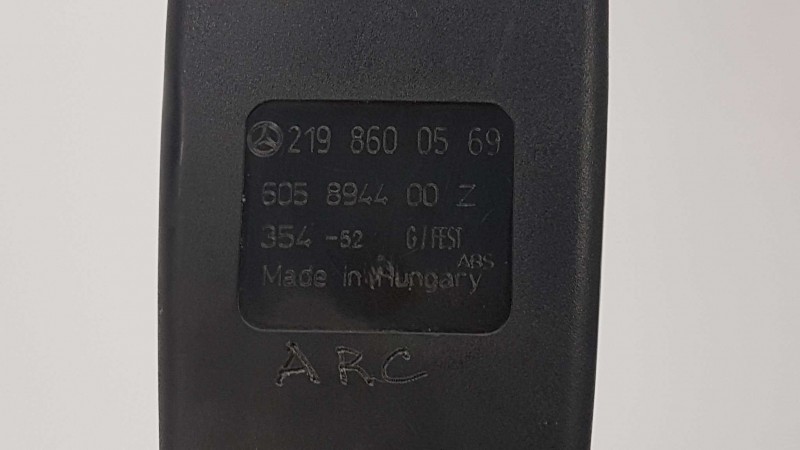 219 860 05 69
605 8944 00 Z
354 -52 G/FEST
ABS
Made in Hungary
ARC